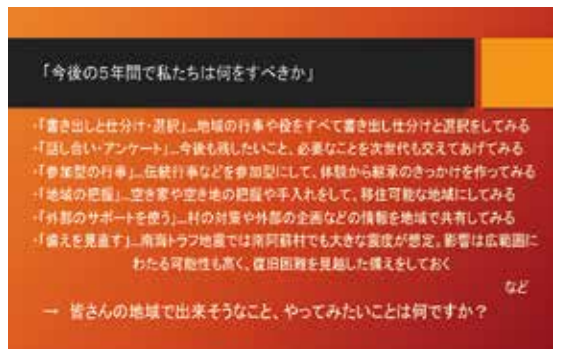 「今後の5年間で私たちは何をすべきか」
・「書き出しと仕分け・選択」…地域の行事や役をすべて書き出し仕分けと選択をしてみる
・「話し合い・アンケート」…今後も残したいこと、必要なことを次世代も交えてあげてみる
・「参加型の行事」…伝統行事などを参加型にして、体験から継承のきっかけを作ってみる
・「地域の把握」…空き家や空き地の把握や手入れをして、移住可能な地域にしてみる
・「外部のサポートを使う」…村の対策や外部の企画などの情報を地域で共有してみる
・「備えを見直す」…南海トラフ地震では南阿蘇村でも大きな震度が想定。影響は広範囲に
わたる可能性も高く、復旧困難を見越した備えをしておく
など
→ 皆さんの地域で出来そうなこと、やってみたいことは何ですか？